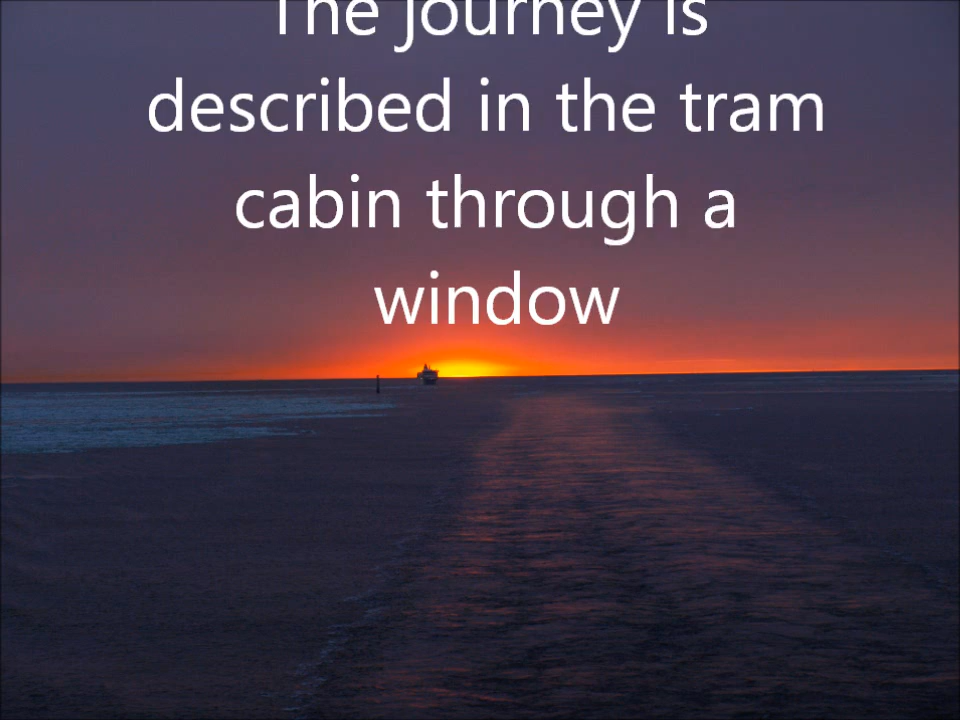 The journey is
described in the tram
cabin through a
window